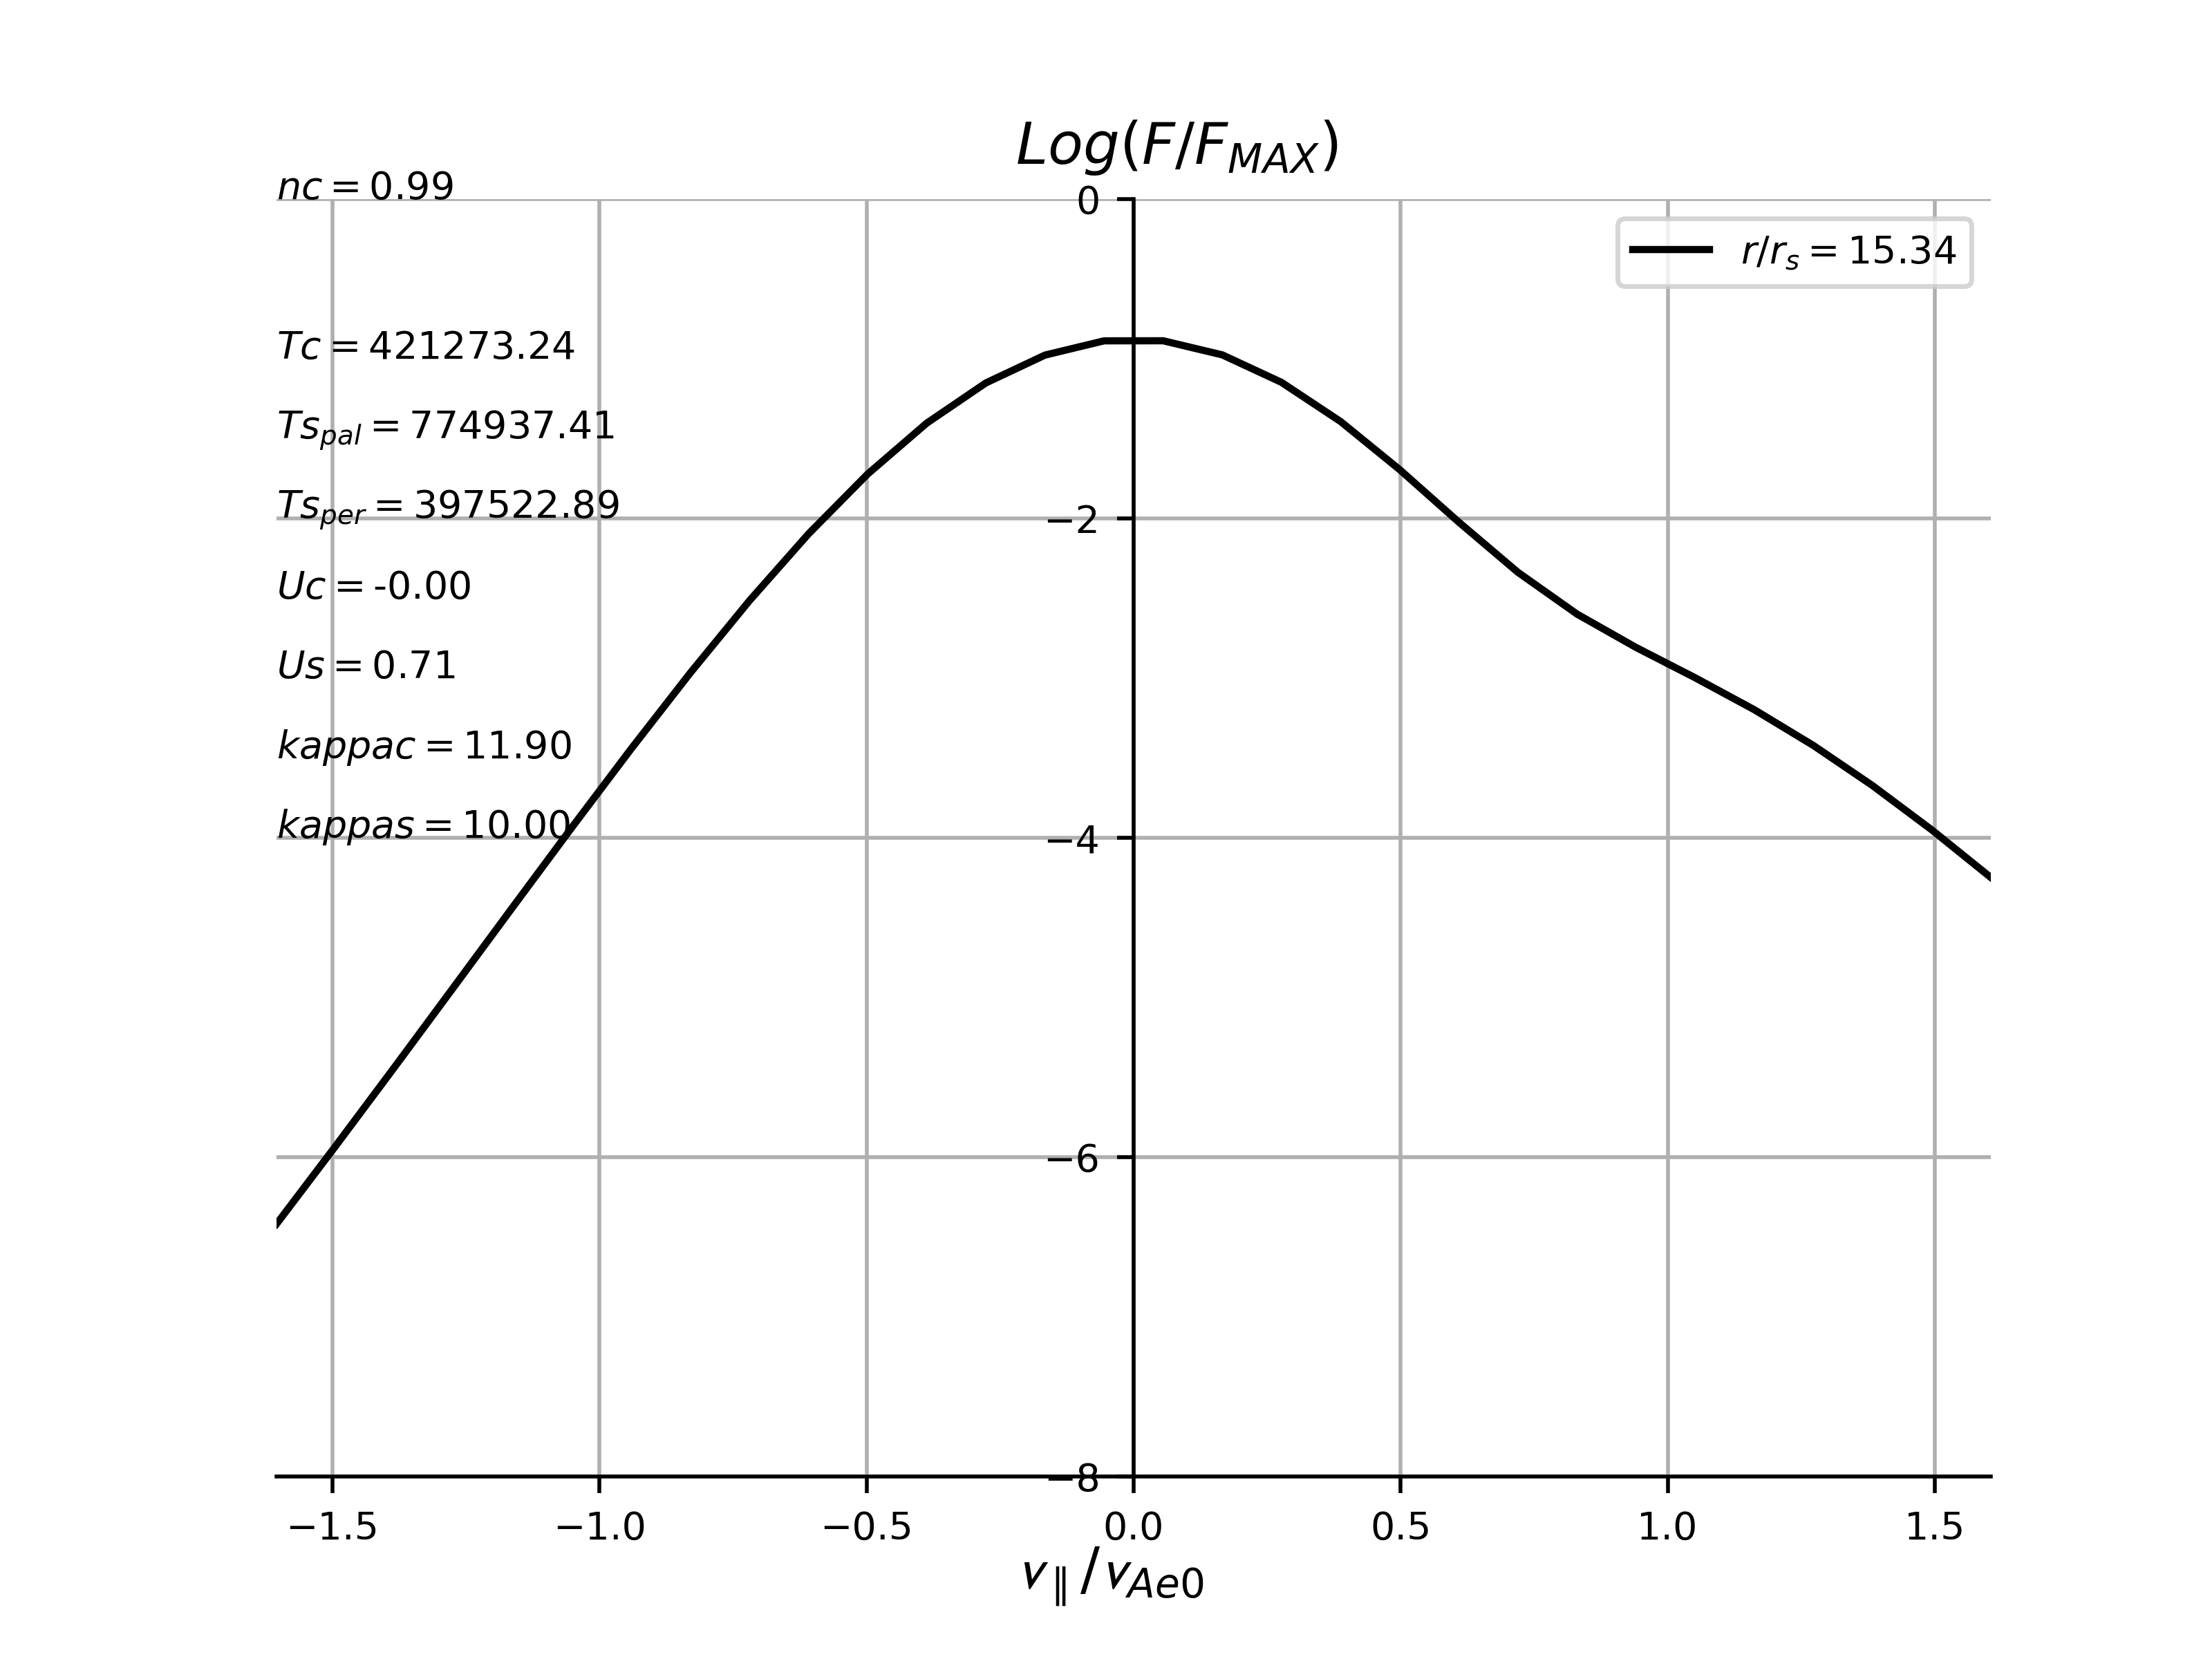 Log(F/F_MAX)
nc = 0.99
0
r/r_s = 15.34
Tc = 421273.24
Ts_pal = 774937.41
Ts_per = 397522.89
−2
Uc = -0.00
Us = 0.71
kappac = 11.90
kappas = 10.00
−4
−6
−8
−1.5 −1.0 −0.5 0.0 0.5 1.0 1.5
v_∥/v_Ae0